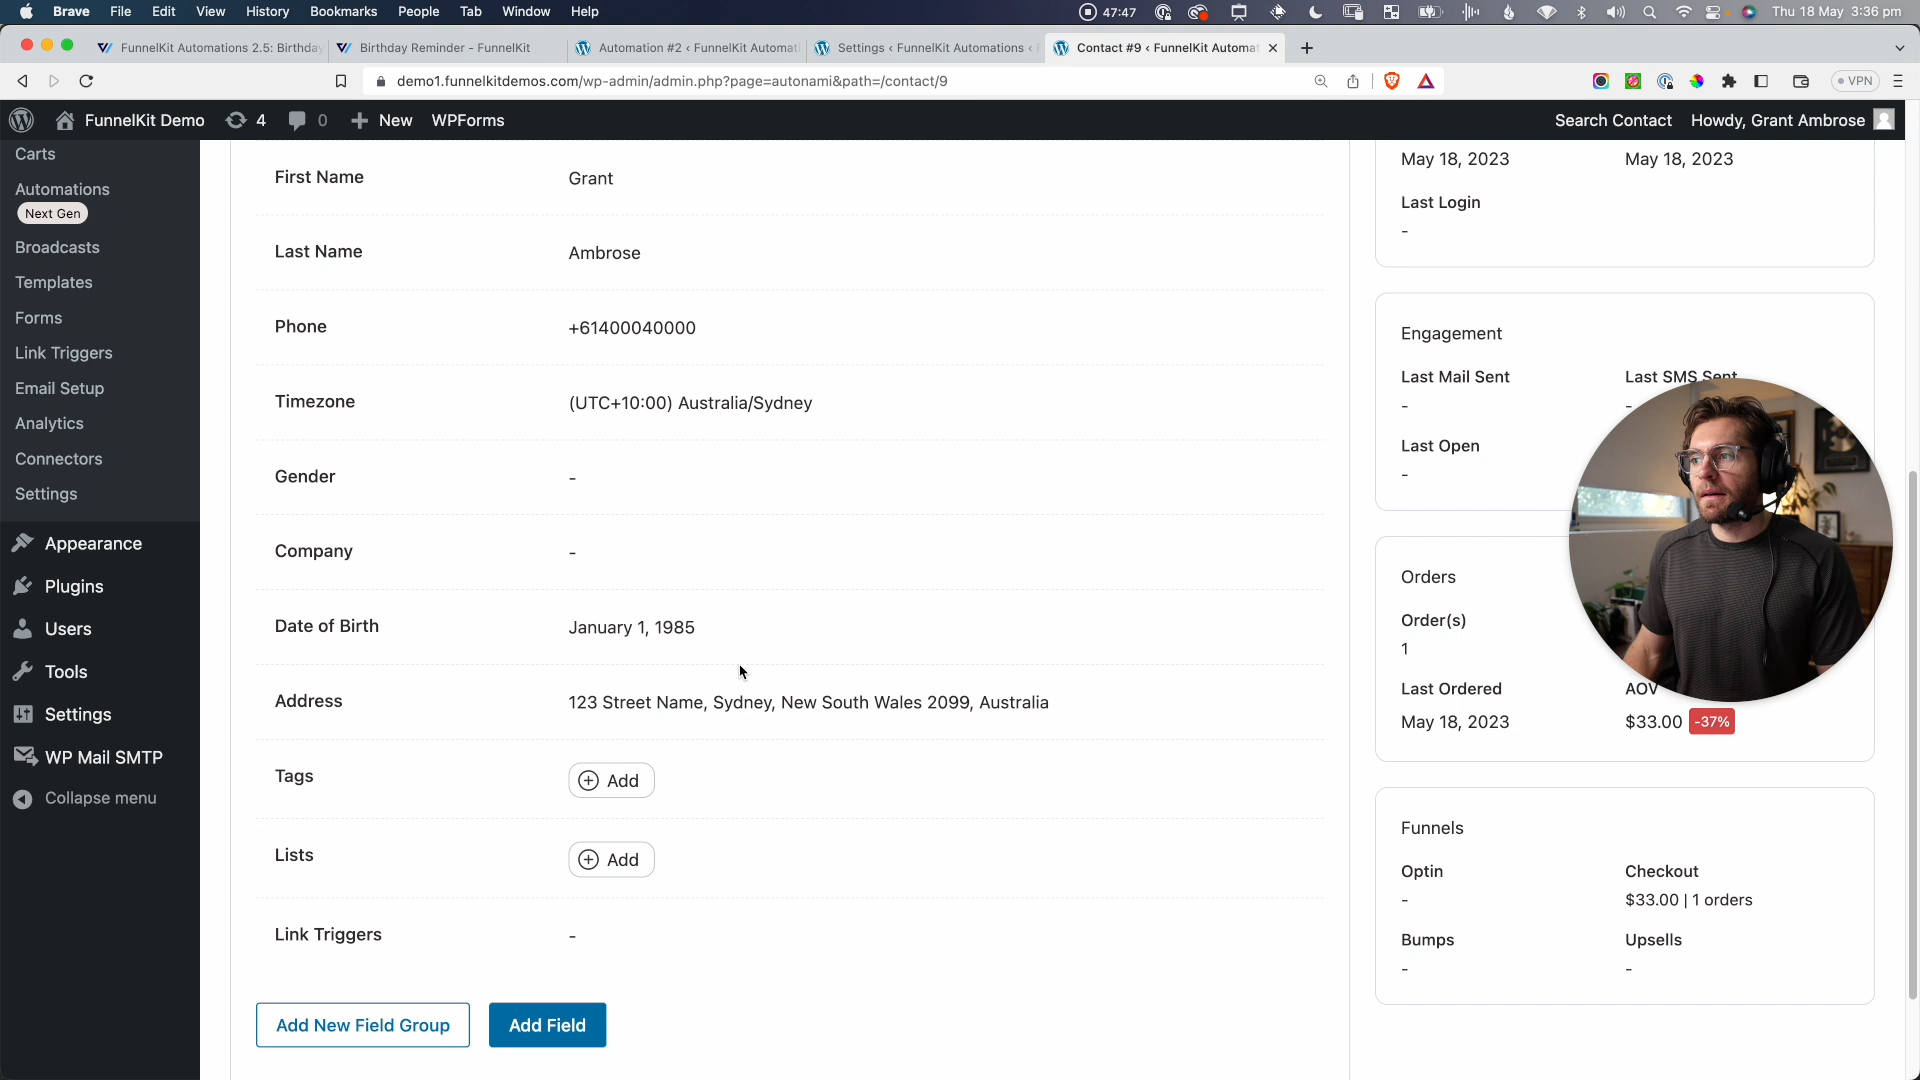 Brave File Edit View History Bookmarks People Tab Window Help 47:47 Thu 18 May 3:36 pm
FunnelKit Automations 2.5: Birthday Birthday Reminder - FunnelKit Automation #2 ‹ FunnelKit Automati Settings ‹ FunnelKit Automations ‹ Contact #9 ‹ FunnelKit Automa
demo1.funnelkitdemos.com/wp-admin/admin.php?page=autonami&path=/contact/9 VPN
FunnelKit Demo 4 0 New WPForms Search Contact Howdy, Grant Ambrose
Carts
Automations
Next Gen
Broadcasts
Templates
Forms
Link Triggers
Email Setup
Analytics
Connectors
Settings
Appearance
Plugins
Users
Tools
Settings
WP Mail SMTP
Collapse menu
First Name Grant
Last Name Ambrose
Phone +61400040000
Timezone (UTC+10:00) Australia/Sydney
Gender -
Company -
Date of Birth January 1, 1985
Address 123 Street Name, Sydney, New South Wales 2099, Australia
Tags Add
Lists Add
Link Triggers -
Add New Field Group Add Field
May 18, 2023 May 18, 2023
Last Login
-
Engagement
Last Mail Sent Last SMS Sent
- -
Last Open
-
Orders
Order(s)
1
Last Ordered AOV
May 18, 2023 $33.00 -37%
Funnels
Optin Checkout
- $33.00 | 1 orders
Bumps Upsells
- -